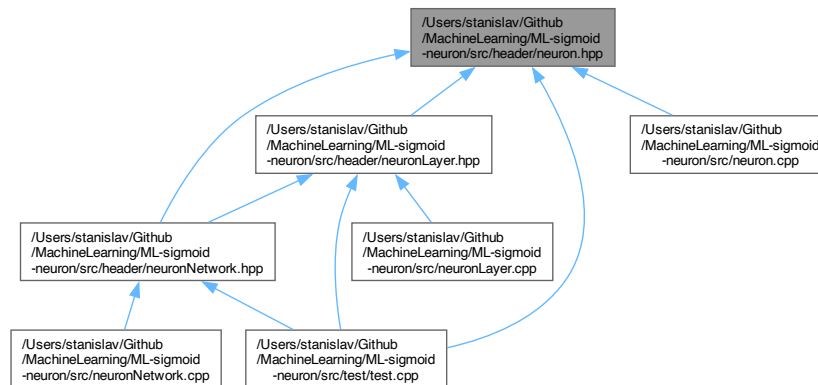 /Users/stanislav/Github
/MachineLearning/ML-sigmoid
-neuron/src/header/neuron.hpp
/Users/stanislav/Github
/MachineLearning/ML-sigmoid
-neuron/src/header/neuronLayer.hpp
/Users/stanislav/Github
/MachineLearning/ML-sigmoid
-neuron/src/neuron.cpp
/Users/stanislav/Github
/MachineLearning/ML-sigmoid
-neuron/src/header/neuronNetwork.hpp
/Users/stanislav/Github
/MachineLearning/ML-sigmoid
-neuron/src/neuronLayer.cpp
/Users/stanislav/Github
/MachineLearning/ML-sigmoid
-neuron/src/neuronNetwork.cpp
/Users/stanislav/Github
/MachineLearning/ML-sigmoid
-neuron/src/test/test.cpp